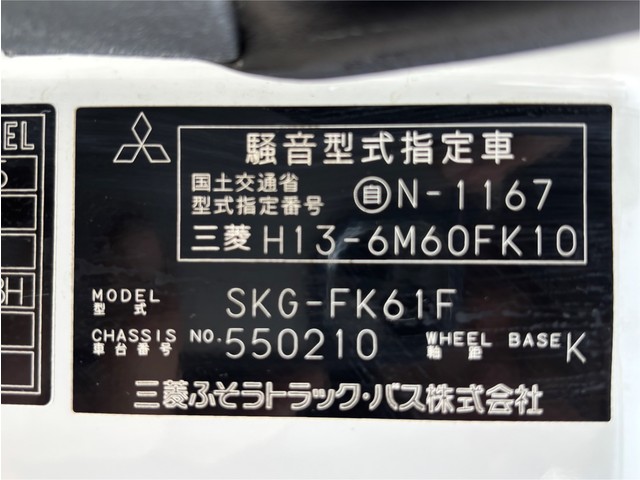 EL
騒音型式指定車
国土交通省
型式指定番号
自 N-1167
三菱 H13-6M60FK10
MODEL
型式
SKG-FK61F
CHASSIS NO.
車台番号
550210
WHEEL BASE
軸距
K
三菱ふそうトラック・バス株式会社